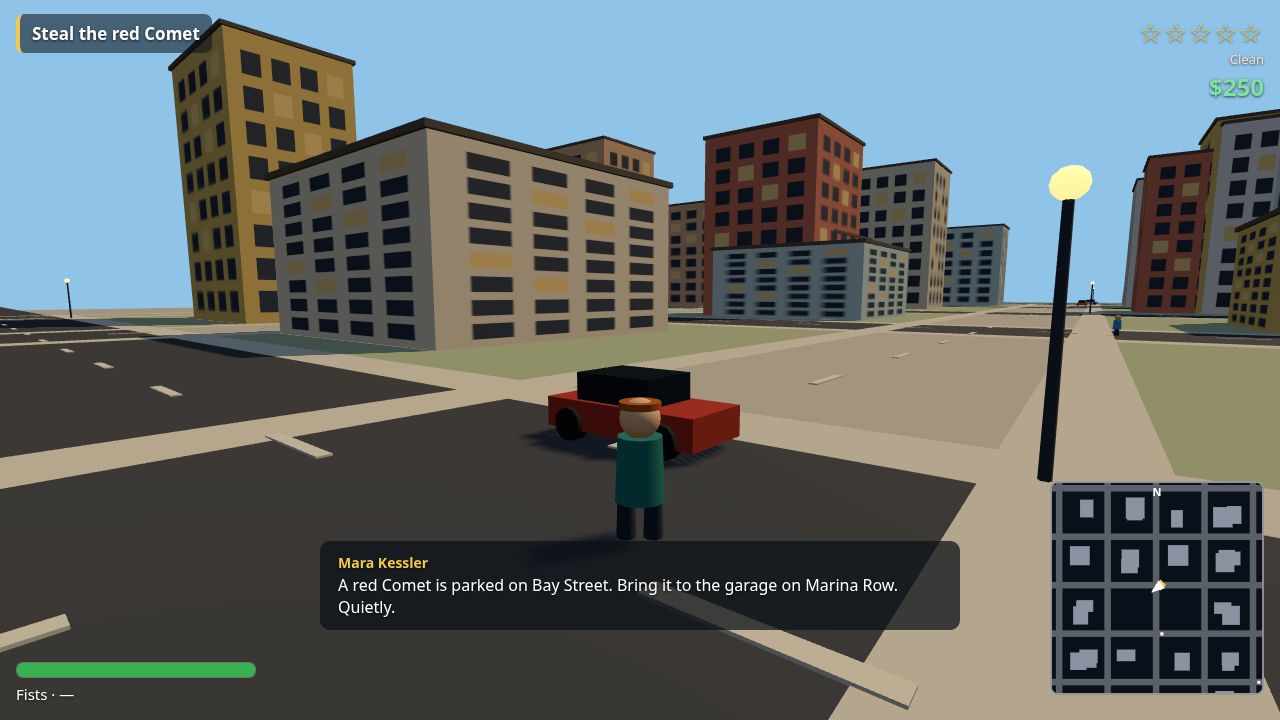 Steal the red Comet
☆☆☆☆☆
Clean
$250
N
Mara Kessler
A red Comet is parked on Bay Street. Bring it to the garage on Marina Row.
Quietly.
Fists · —